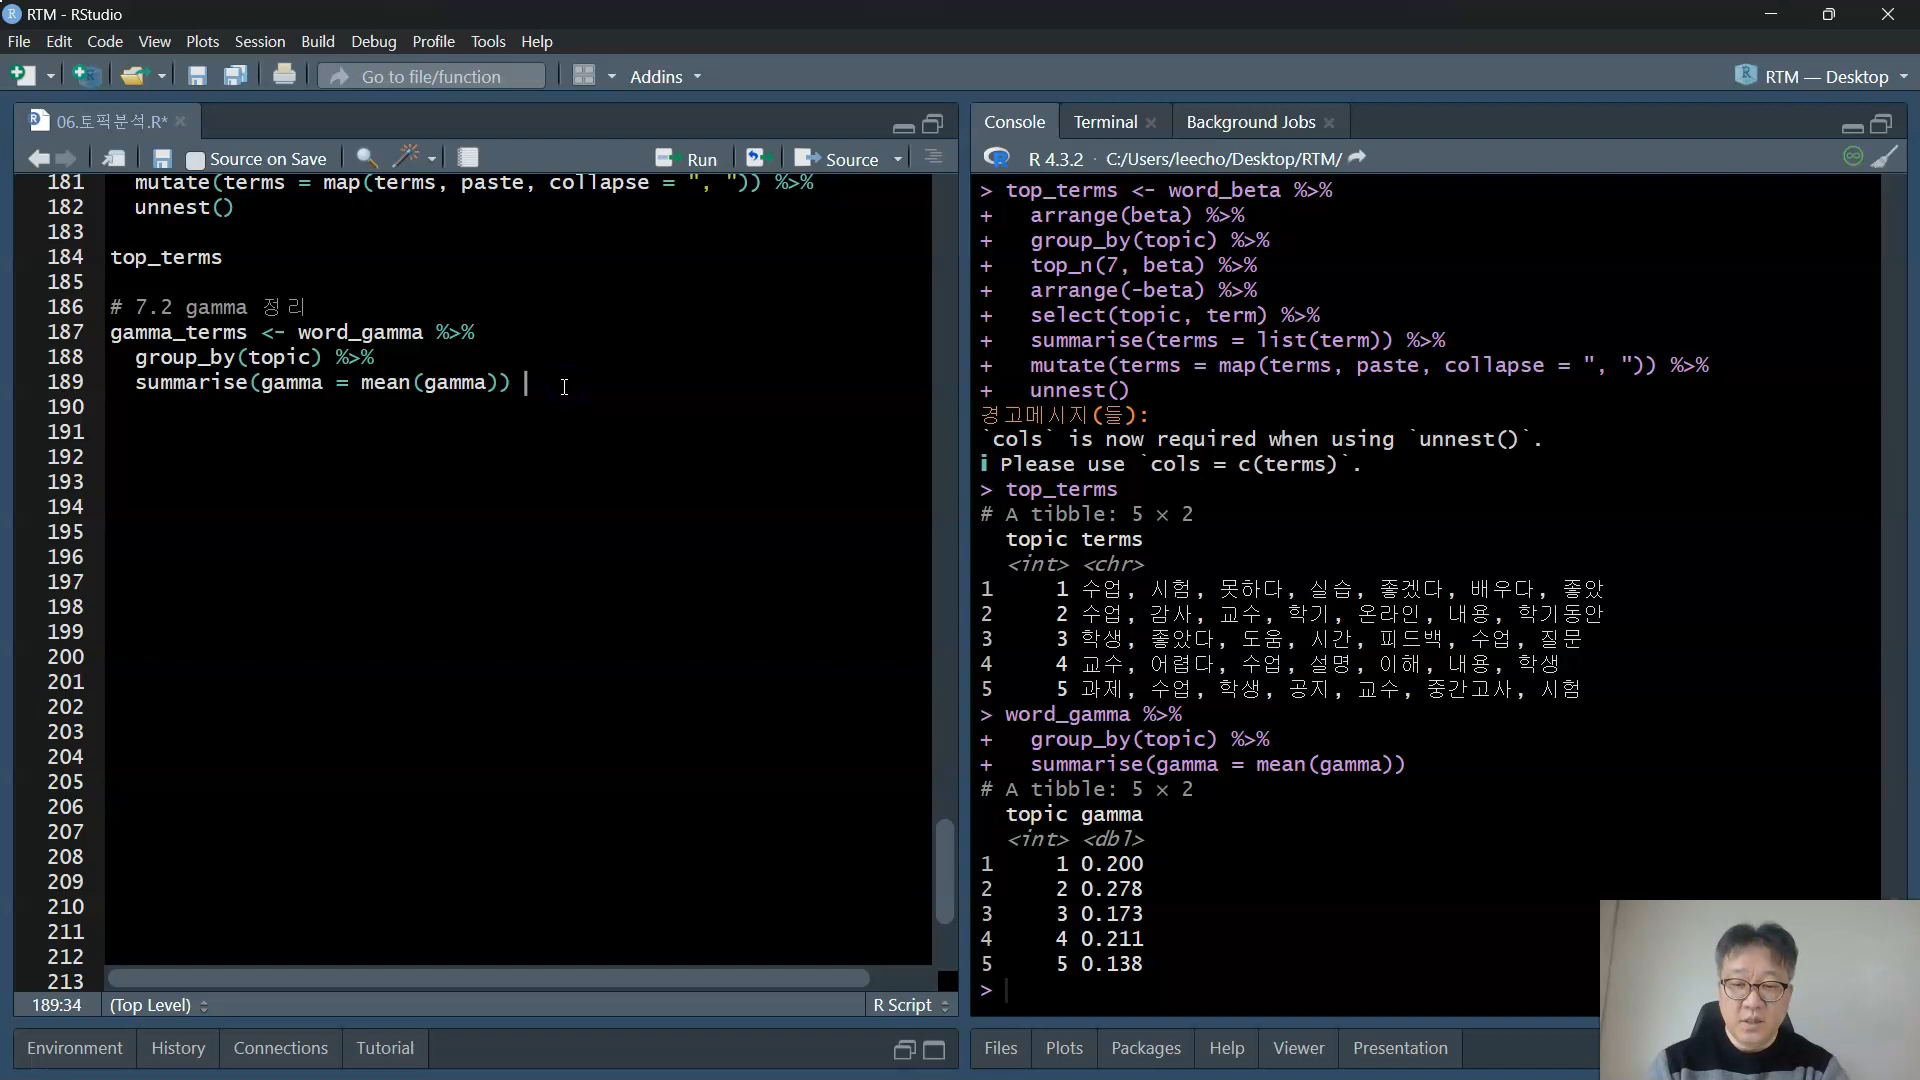 RTM - RStudio
File Edit Code View Plots Session Build Debug Profile Tools Help
Go to file/function Addins RTM — Desktop
06.토픽분석.R*
Source on Save Run Source
181 mutate(terms = map(terms, paste, collapse = ", ")) %>%
182 unnest()
183
184 top_terms
185
186 # 7.2 gamma 정리
187 gamma_terms <- word_gamma %>%
188 group_by(topic) %>%
189 summarise(gamma = mean(gamma))
190
191
192
193
194
195
196
197
198
199
200
201
202
203
204
205
206
207
208
209
210
211
212
213
189:34 (Top Level) R Script
Environment History Connections Tutorial
Console Terminal Background Jobs
R 4.3.2 · C:/Users/leecho/Desktop/RTM/
> top_terms <- word_beta %>%
+ arrange(beta) %>%
+ group_by(topic) %>%
+ top_n(7, beta) %>%
+ arrange(-beta) %>%
+ select(topic, term) %>%
+ summarise(terms = list(term)) %>%
+ mutate(terms = map(terms, paste, collapse = ", ")) %>%
+ unnest()
경고메시지(들):
`cols` is now required when using `unnest()`.
i Please use `cols = c(terms)`.
> top_terms
# A tibble: 5 × 2
topic terms
<int> <chr>
1 1 수업, 시험, 못하다, 실습, 좋겠다, 배우다, 좋았
2 2 수업, 감사, 교수, 학기, 온라인, 내용, 학기동안
3 3 학생, 좋았다, 도움, 시간, 피드백, 수업, 질문
4 4 교수, 어렵다, 수업, 설명, 이해, 내용, 학생
5 5 과제, 수업, 학생, 공지, 교수, 중간고사, 시험
> word_gamma %>%
+ group_by(topic) %>%
+ summarise(gamma = mean(gamma))
# A tibble: 5 × 2
topic gamma
<int> <dbl>
1 1 0.200
2 2 0.278
3 3 0.173
4 4 0.211
5 5 0.138
>
Files Plots Packages Help Viewer Presentation